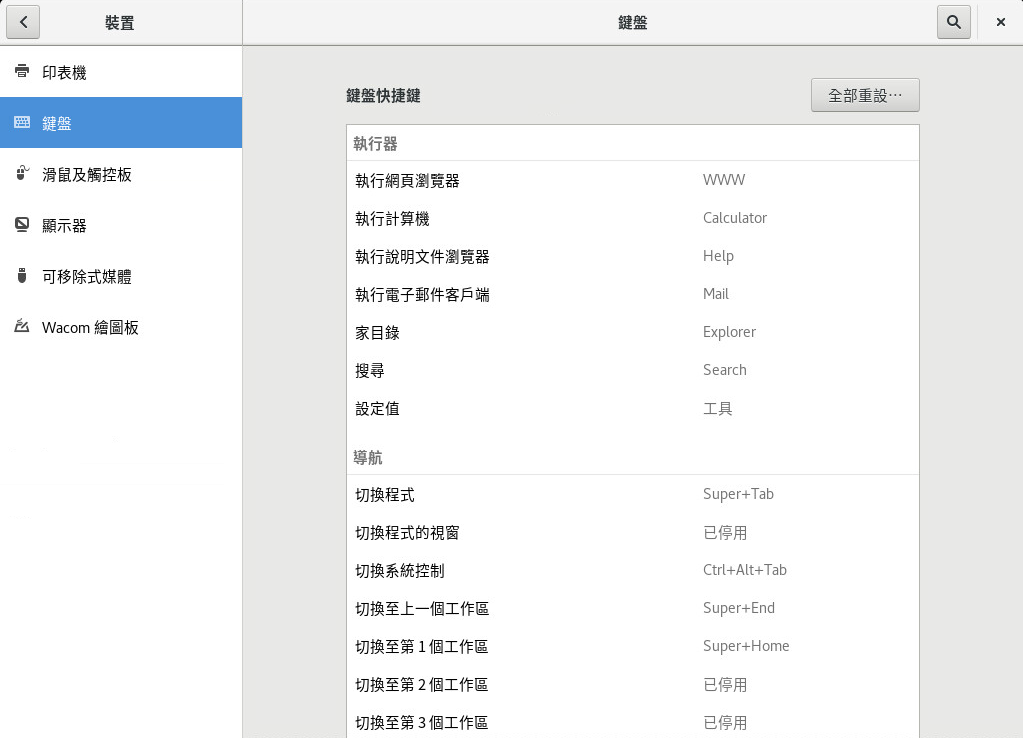 裝置
鍵盤
印表機
鍵盤
滑鼠及觸控板
顯示器
可移除式媒體
Wacom 繪圖板
鍵盤快捷鍵
全部重設⋯
執行器
執行網頁瀏覽器 WWW
執行計算機 Calculator
執行說明文件瀏覽器 Help
執行電子郵件客戶端 Mail
家目錄 Explorer
搜尋 Search
設定值 工具
導航
切換程式 Super+Tab
切換程式的視窗 已停用
切換系統控制 Ctrl+Alt+Tab
切換至上一個工作區 Super+End
切換至第 1 個工作區 Super+Home
切換至第 2 個工作區 已停用
切換至第 3 個工作區 已停用